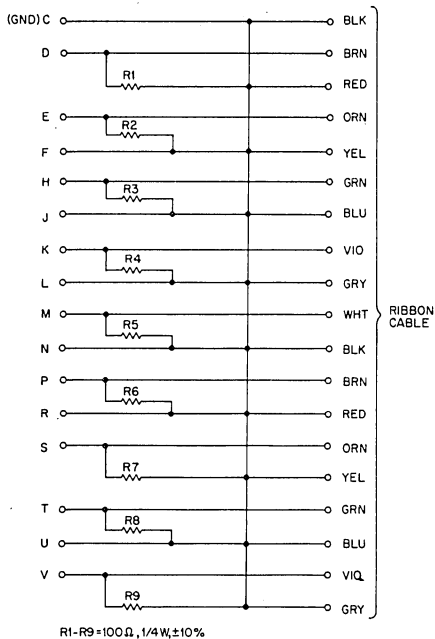 (GND) C BLK
D BRN
R1 RED
E ORN
R2
F YEL
H GRN
R3
J BLU
K VIO
R4
L GRY
M WHT
RIBBON
CABLE
R5
N BLK
P BRN
R6
R RED
S ORN
R7 YEL
T GRN
R8
U BLU
V VIO
R9 GRY
R1-R9=100Ω, 1/4W, ±10%